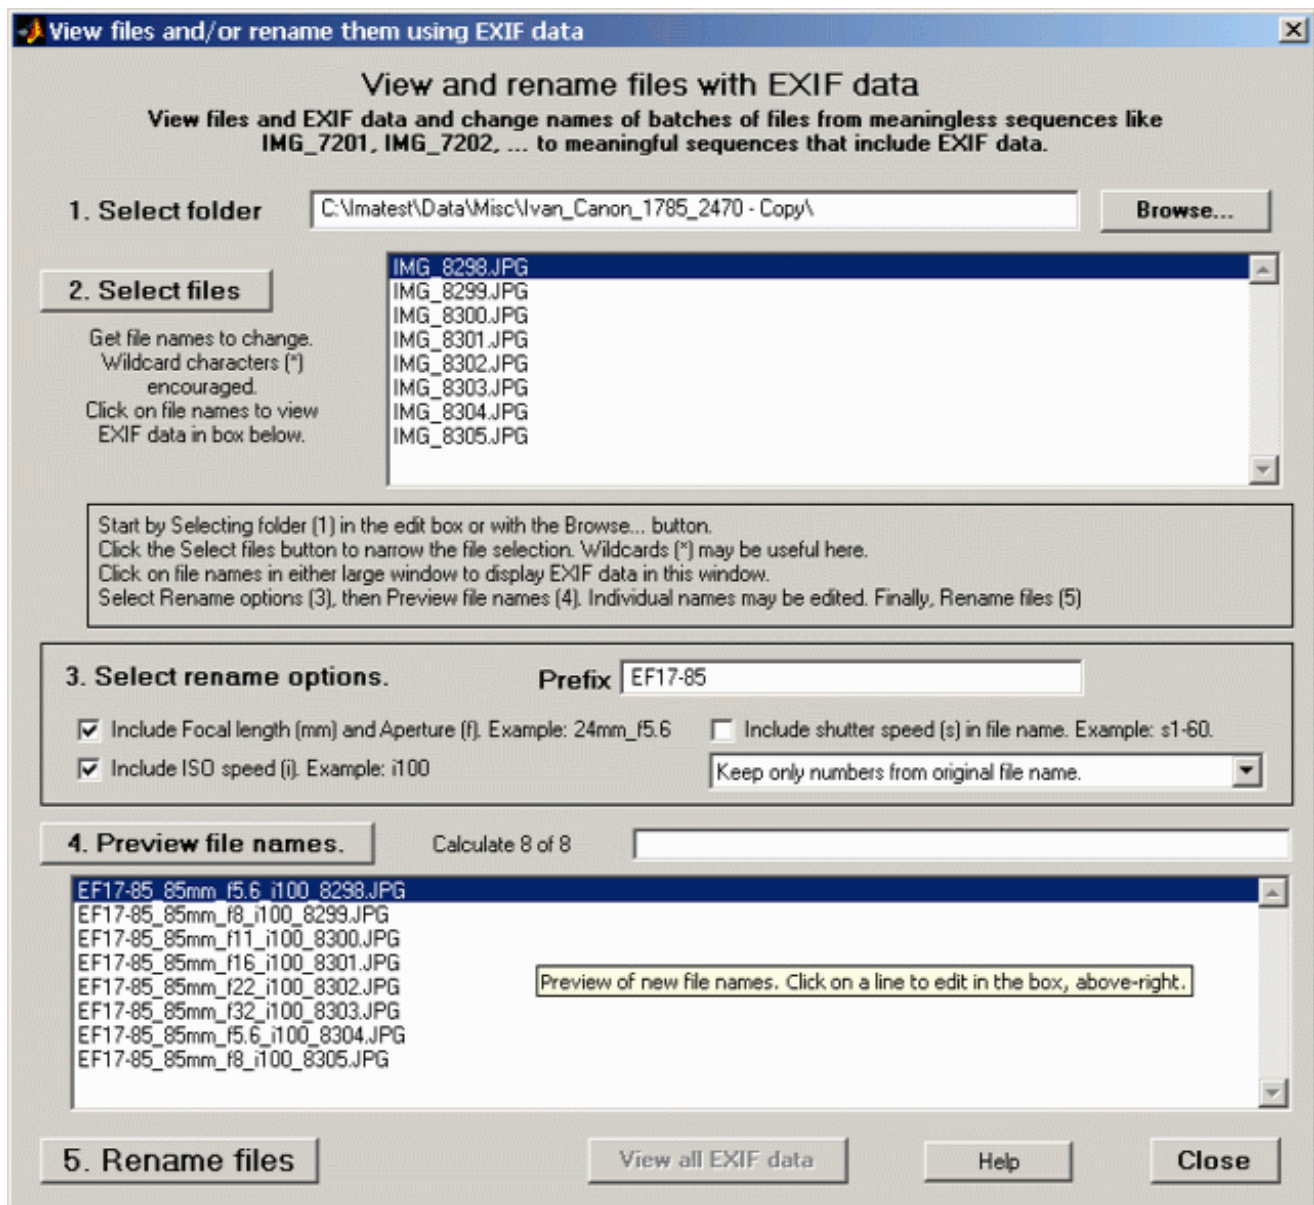 View files and/or rename them using EXIF data
View and rename files with EXIF data
View files and EXIF data and change names of batches of files from meaningless sequences like
IMG_7201, IMG_7202, ... to meaningful sequences that include EXIF data.
1. Select folder
C:\Imatest\Data\Misc\Ivan_Canon_1785_2470 - Copy\
Browse...
2. Select files
Get file names to change.
Wildcard characters (*)
encouraged.
Click on file names to view
EXIF data in box below.
IMG_8298.JPG
IMG_8299.JPG
IMG_8300.JPG
IMG_8301.JPG
IMG_8302.JPG
IMG_8303.JPG
IMG_8304.JPG
IMG_8305.JPG
Start by Selecting folder (1) in the edit box or with the Browse... button.
Click the Select files button to narrow the file selection. Wildcards (*) may be useful here.
Click on file names in either large window to display EXIF data in this window.
Select Rename options (3), then Preview file names (4). Individual names may be edited. Finally, Rename files (5)
3. Select rename options.
Prefix EF17-85
Include Focal length (mm) and Aperture (f). Example: 24mm_f5.6
Include shutter speed (s) in file name. Example: s1-60.
Include ISO speed (i). Example: i100
Keep only numbers from original file name.
4. Preview file names.
Calculate 8 of 8
EF17-85_85mm_f5.6_i100_8298.JPG
EF17-85_85mm_f8_i100_8299.JPG
EF17-85_85mm_f11_i100_8300.JPG
EF17-85_85mm_f16_i100_8301.JPG
EF17-85_85mm_f22_i100_8302.JPG
EF17-85_85mm_f32_i100_8303.JPG
EF17-85_85mm_f5.6_i100_8304.JPG
EF17-85_85mm_f8_i100_8305.JPG
Preview of new file names. Click on a line to edit in the box, above-right.
5. Rename files
View all EXIF data
Help
Close